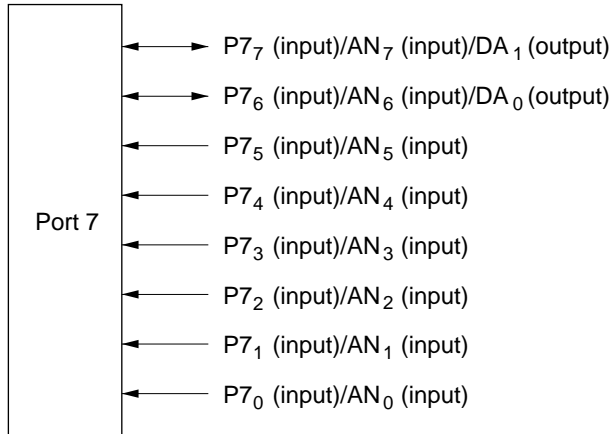 P7₇ (input)/AN₇ (input)/DA₁ (output)
P7₆ (input)/AN₆ (input)/DA₀ (output)
P7₅ (input)/AN₅ (input)
P7₄ (input)/AN₄ (input)
Port 7
P7₃ (input)/AN₃ (input)
P7₂ (input)/AN₂ (input)
P7₁ (input)/AN₁ (input)
P7₀ (input)/AN₀ (input)